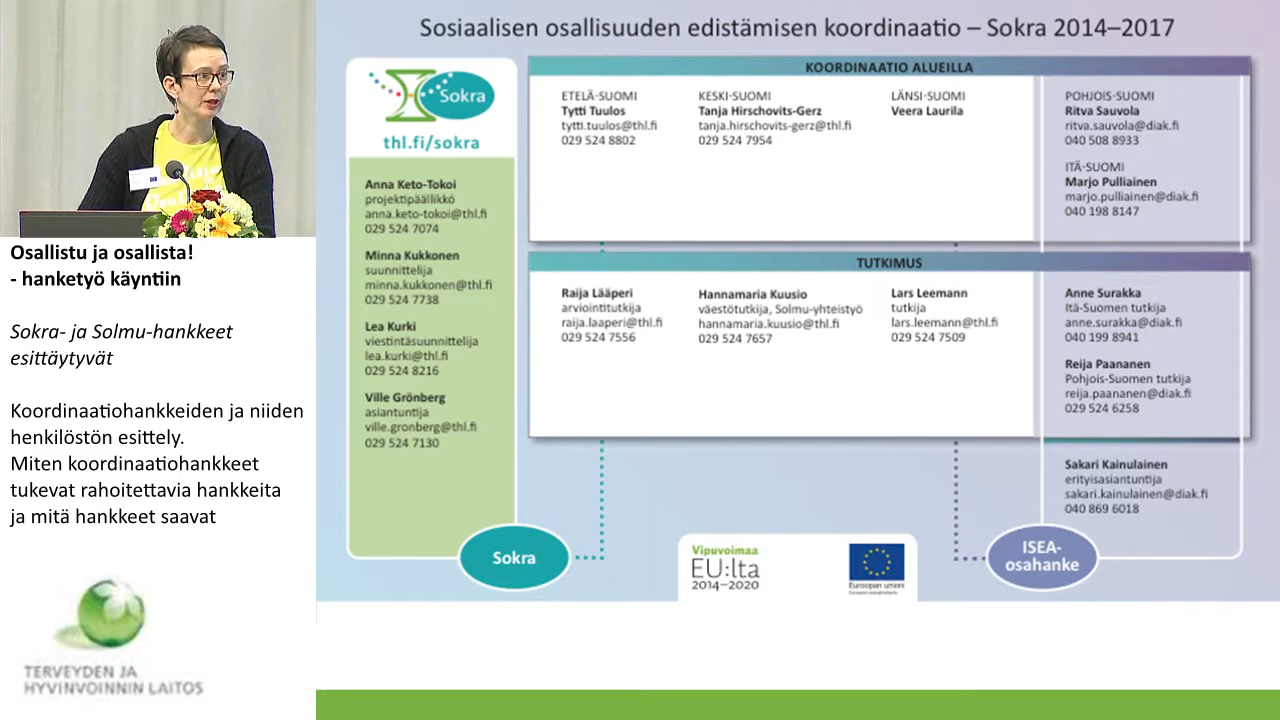 Sosiaalisen osallisuuden edistämisen koordinaatio – Sokra 2014–2017
Sokra
thl.fi/sokra
Anna Keto-Tokoi
projektipäällikkö
anna.keto-tokoi@thl.fi
029 524 7074
Minna Kukkonen
suunnittelija
minna.kukkonen@thl.fi
029 524 7738
Lea Kurki
viestintäsuunnittelija
lea.kurki@thl.fi
029 524 8216
Ville Grönberg
asiantuntija
ville.gronberg@thl.fi
029 524 7130
Sokra
KOORDINAATIO ALUEILLA
ETELÄ-SUOMI
Tytti Tuulos
tytti.tuulos@thl.fi
029 524 8802
KESKI-SUOMI
Tanja Hirschovits-Gerz
tanja.hirschovits-gerz@thl.fi
029 524 7954
LÄNSI-SUOMI
Veera Laurila
POHJOIS-SUOMI
Ritva Sauvola
ritva.sauvola@diak.fi
040 508 8933
ITÄ-SUOMI
Marjo Pulliainen
marjo.pulliainen@diak.fi
040 198 8147
TUTKIMUS
Raija Lääperi
arviointitutkija
raija.laaperi@thl.fi
029 524 7556
Hannamaria Kuusio
väestötutkija, Solmu-yhteistyö
hannamaria.kuusio@thl.fi
029 524 7657
Lars Leemann
tutkija
lars.leemann@thl.fi
029 524 7509
Anne Surakka
Itä-Suomen tutkija
anne.surakka@diak.fi
040 199 8941
Reija Paananen
Pohjois-Suomen tutkija
reija.paananen@diak.fi
029 524 6258
Sakari Kainulainen
erityisasiantuntija
sakari.kainulainen@diak.fi
040 869 6018
ISEA-
osahanke
Vipuvoimaa
EU:lta
2014–2020
Euroopan unioni
Osallistu ja osallista!
- hanketyö käyntiin
Sokra- ja Solmu-hankkeet
esittäytyvät
Koordinaatiohankkeiden ja niiden
henkilöstön esittely.
Miten koordinaatiohankkeet
tukevat rahoitettavia hankkeita
ja mitä hankkeet saavat
TERVEYDEN JA
HYVINVOINNIN LAITOS